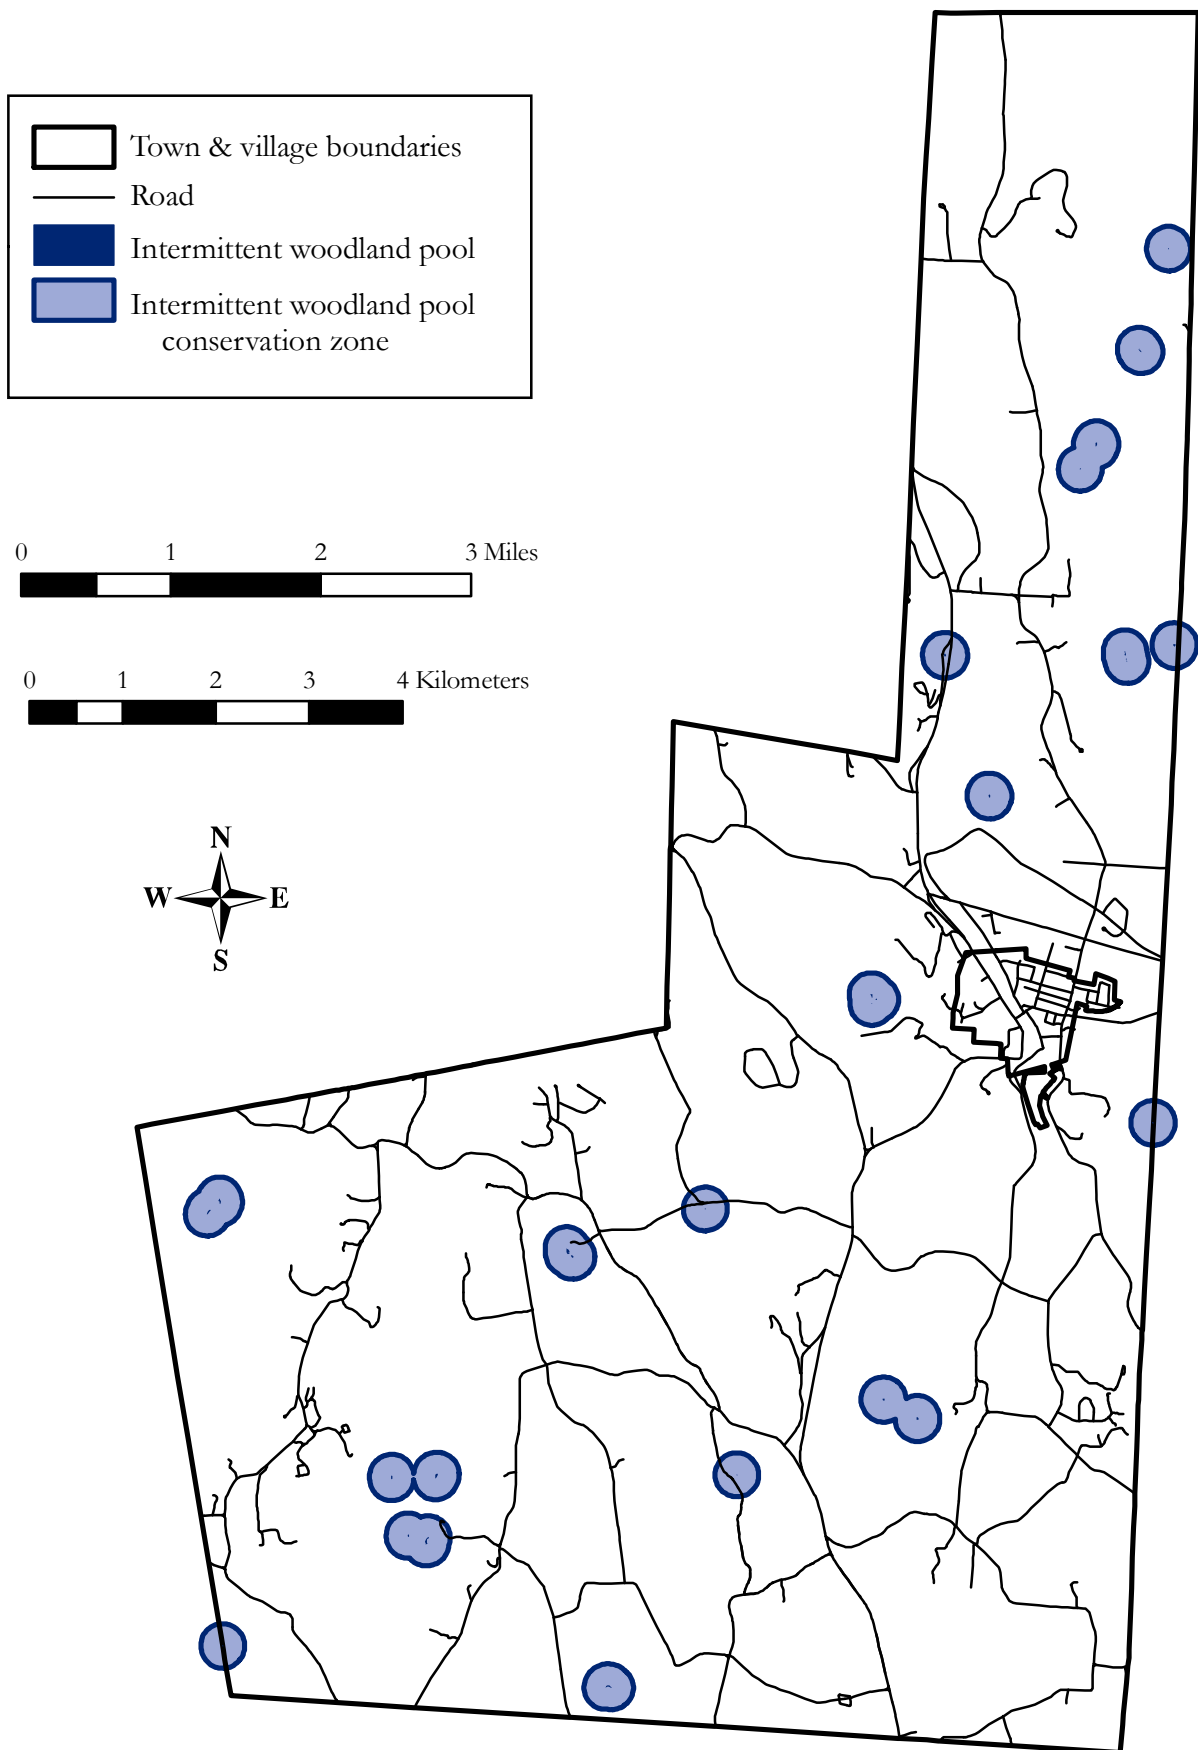 Town & village boundaries
Road
Intermittent woodland pool
Intermittent woodland pool
conservation zone
0 1 2 3 Miles
0 1 2 3 4 Kilometers
N
W E
S